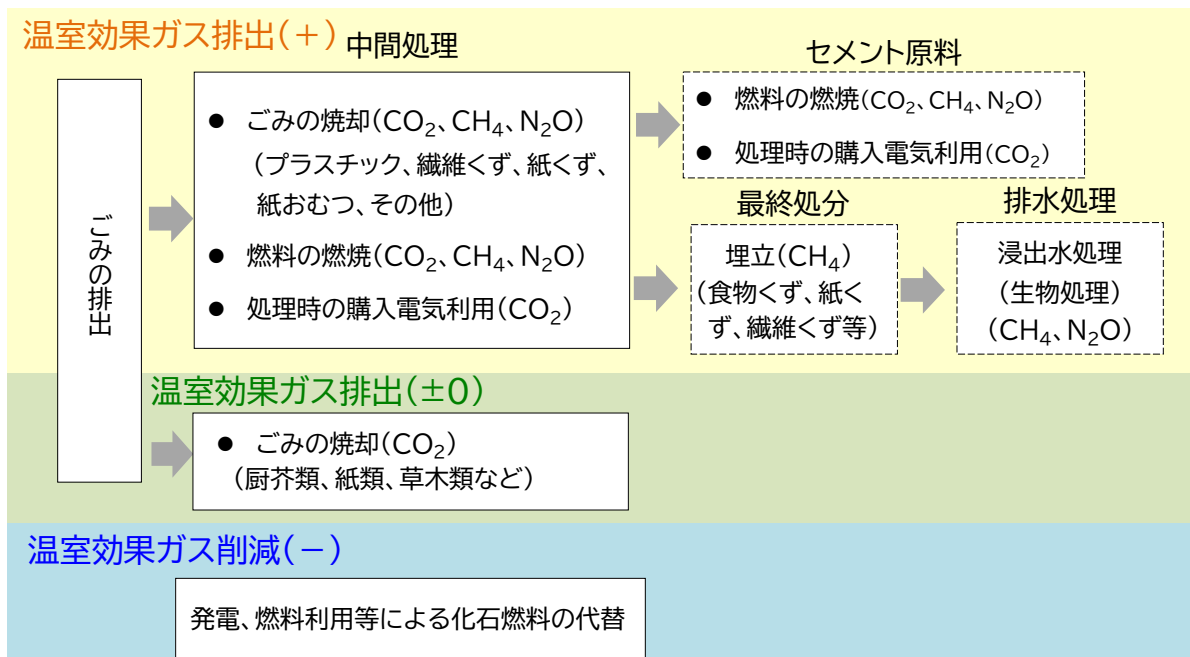 温室効果ガス排出(+)
中間処理
セメント原料
ごみの排出
● ごみの焼却(CO₂、CH₄、N₂O)
(プラスチック、繊維くず、紙くず、
紙おむつ、その他)
● 燃料の燃焼(CO₂、CH₄、N₂O)
● 処理時の購入電気利用(CO₂)
● 燃料の燃焼(CO₂、CH₄、N₂O)
● 処理時の購入電気利用(CO₂)
最終処分
埋立(CH₄)
(食物くず、紙く
ず、繊維くず等)
排水処理
浸出水処理
(生物処理)
(CH₄、N₂O)
温室効果ガス排出(±0)
● ごみの焼却(CO₂)
(厨芥類、紙類、草木類など)
温室効果ガス削減(－)
発電、燃料利用等による化石燃料の代替